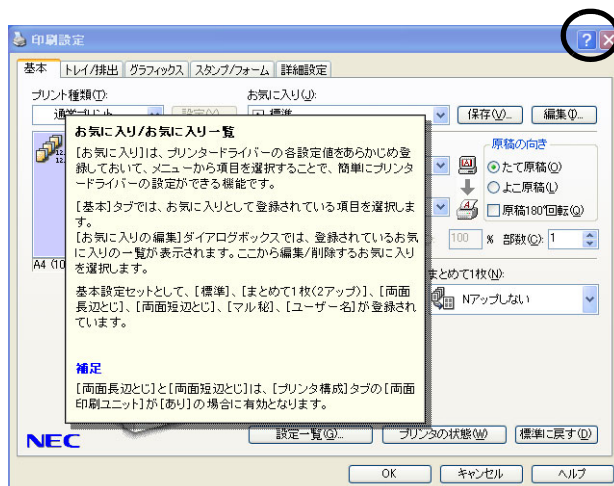 印刷設定
基本 トレイ/排出 グラフィックス スタンプ/フォーム 詳細設定
プリント種類(T):
お気に入り(J):
通常プリント
設定(V)...
標準
保存(V)... 編集(I)...
お気に入り/お気に入り一覧
[お気に入り]は、プリンタードライバーの各設定値をあらかじめ登
録しておいて、メニューから項目を選択することで、簡単にプリンタ
ードライバーの設定ができる機能です。
[基本]タブでは、お気に入りとして登録されている項目を選択しま
す。
[お気に入りの編集]ダイアログボックスでは、登録されているお気
に入りの一覧が表示されます。ここから編集/削除するお気に入り
を選択します。
基本設定セットとして、[標準]、[まとめて1枚(2アップ)]、[両面
長辺とじ]、[両面短辺とじ]、[マル秘]、[ユーザー名]が登録され
ています。
補足
[両面長辺とじ]と[両面短辺とじ]は、[プリンタ構成]タブの[両面
印刷ユニット]が[あり]の場合に有効となります。
原稿の向き
たて原稿(O)
よこ原稿(L)
原稿180°回転(Q)
100 % 部数(C): 1
A4 (10
まとめて1枚(N):
Nアップしない
NEC
設定一覧(G)... プリンタの状態(W) 標準に戻す(D)
OK キャンセル ヘルプ